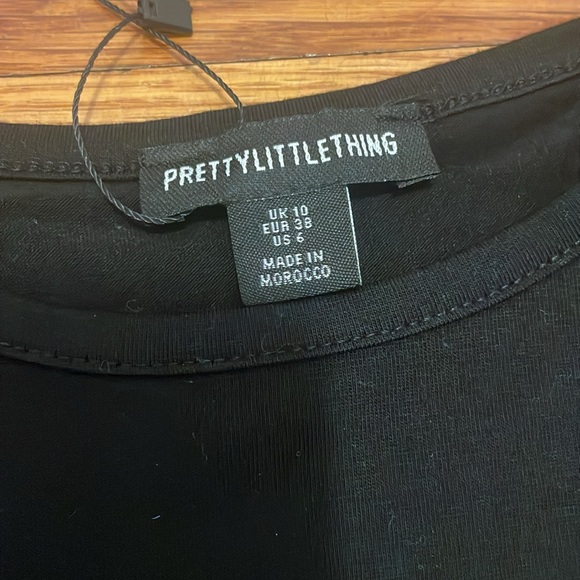 PRETTYLITTLETHING
UK 10
EUR 38
US 6
MADE IN
MOROCCO